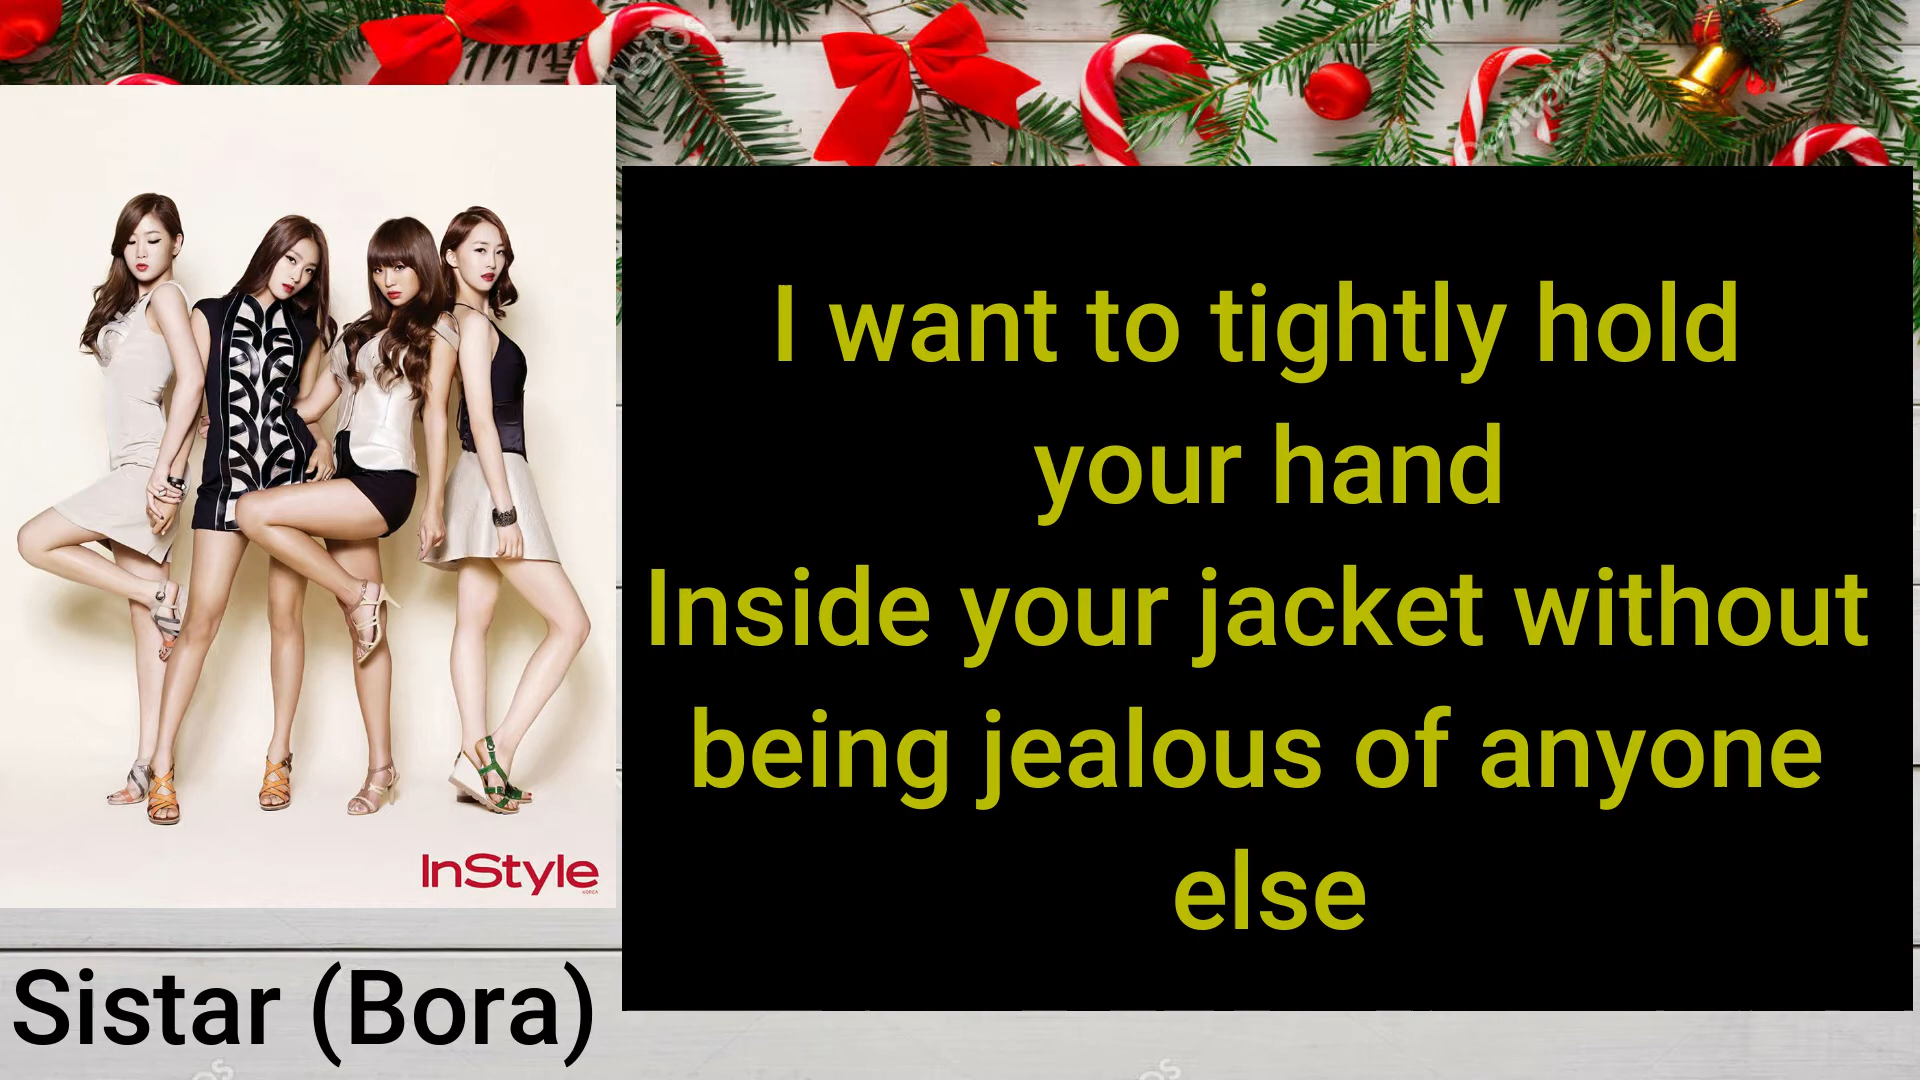 I want to tightly hold
your hand
Inside your jacket without
being jealous of anyone
else
InStyle
Sistar (Bora)